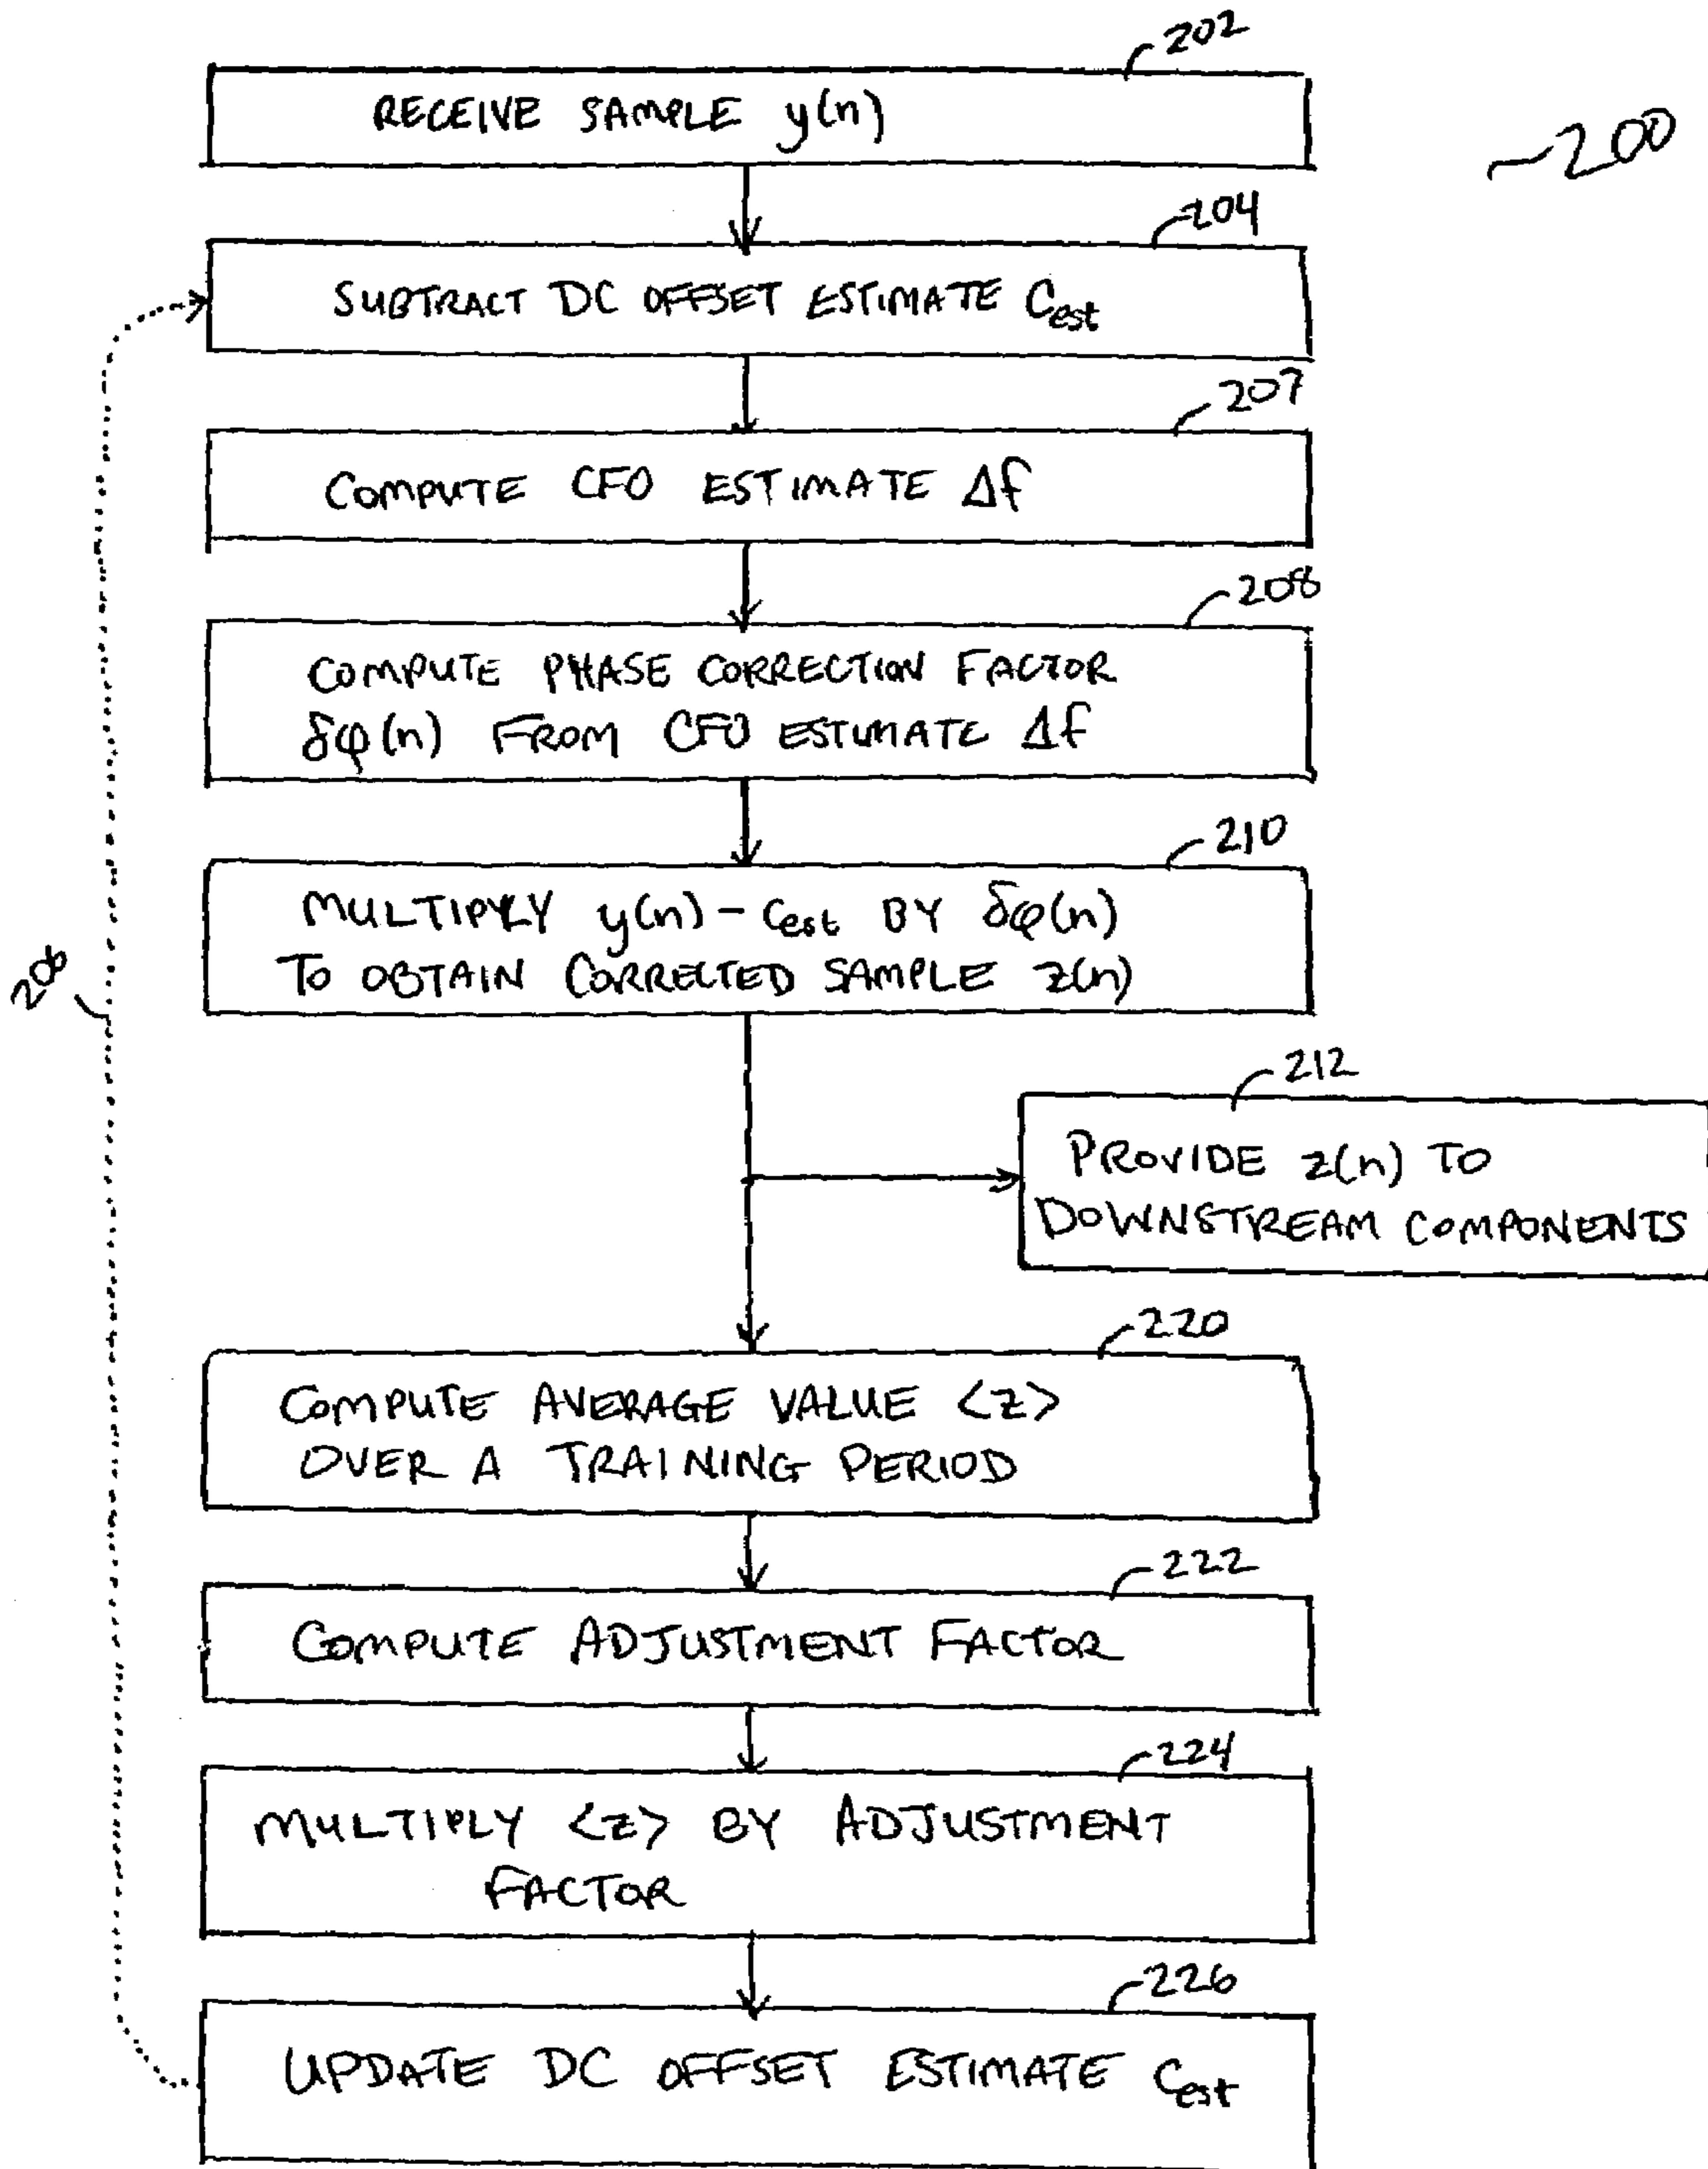 202
RECEIVE SAMPLE y(n)
200
204
SUBTRACT DC OFFSET ESTIMATE Cest
207
COMPUTE CFO ESTIMATE Δf
208
COMPUTE PHASE CORRECTION FACTOR
δφ(n) FROM CFO ESTIMATE Δf
210
MULTIPLY y(n) - Cest BY δφ(n)
TO OBTAIN CORRECTED SAMPLE z(n)
206
212
PROVIDE z(n) TO
DOWNSTREAM COMPONENTS
220
COMPUTE AVERAGE VALUE <z>
OVER A TRAINING PERIOD
222
COMPUTE ADJUSTMENT FACTOR
224
MULTIPLY <z> BY ADJUSTMENT
FACTOR
226
UPDATE DC OFFSET ESTIMATE Cest